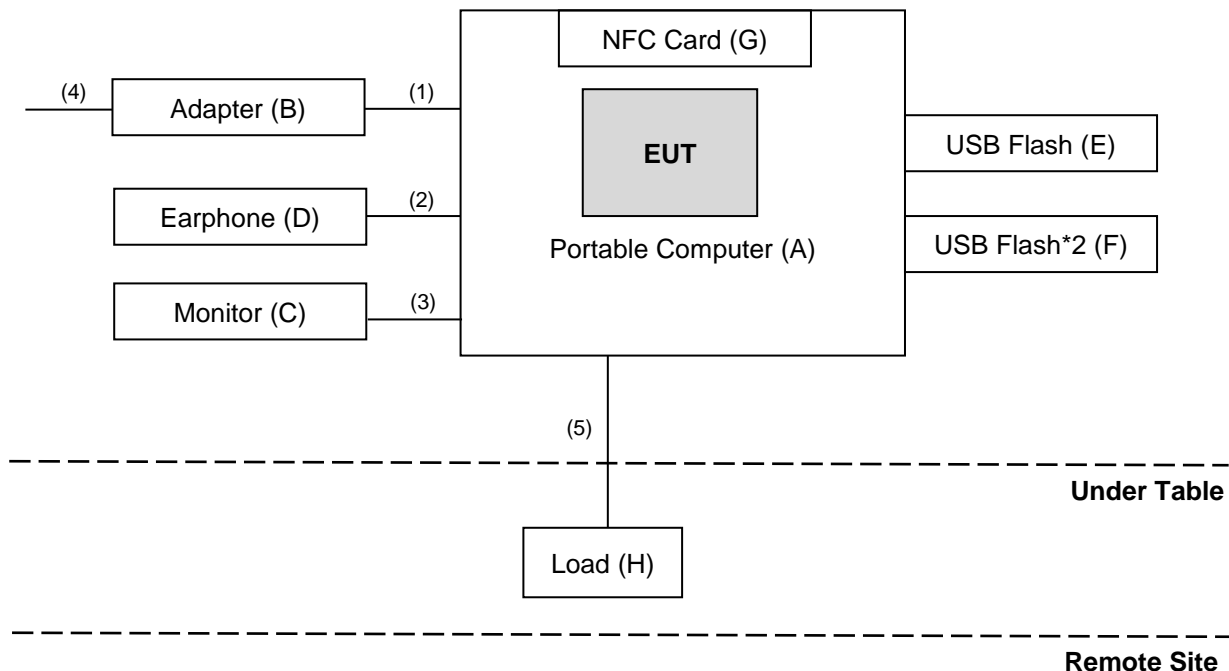 NFC Card (G)
(4)
Adapter (B)
(1)
EUT
USB Flash (E)
Earphone (D)
(2)
Portable Computer (A)
USB Flash*2 (F)
Monitor (C)
(3)
(5)
Under Table
Load (H)
Remote Site